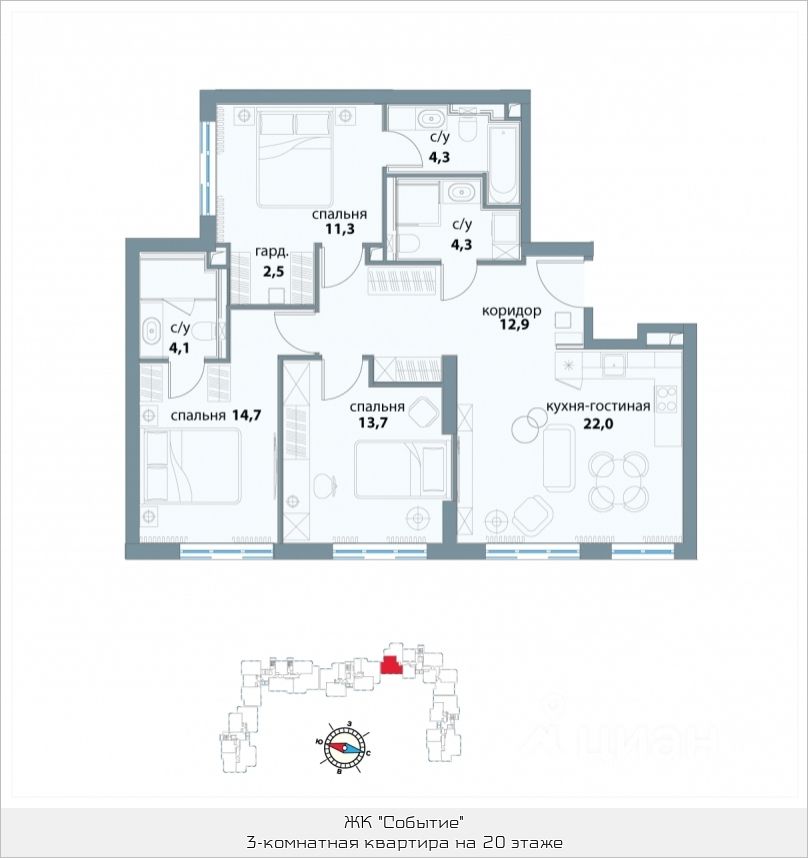 с/у
4,3
спальня
11,3
с/у
4,3
гард.
2,5
коридор
12,9
с/у
4,1
спальня 14,7
спальня
13,7
кухня-гостиная
22,0
З
Ю
С
В
циан
ЖК "Событие"
3-комнатная квартира на 20 этаже